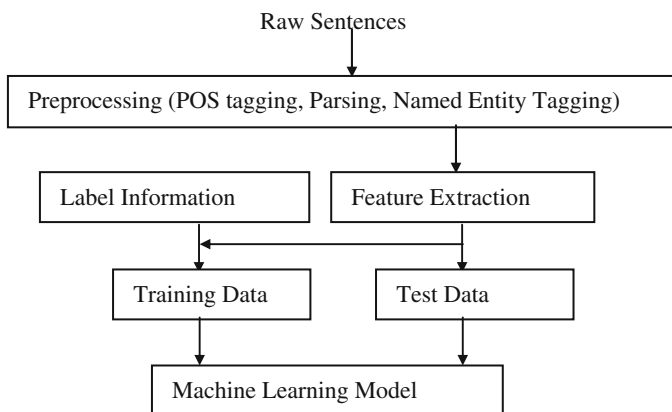 Raw Sentences
Preprocessing (POS tagging, Parsing, Named Entity Tagging)
Label Information
Feature Extraction
Training Data
Test Data
Machine Learning Model